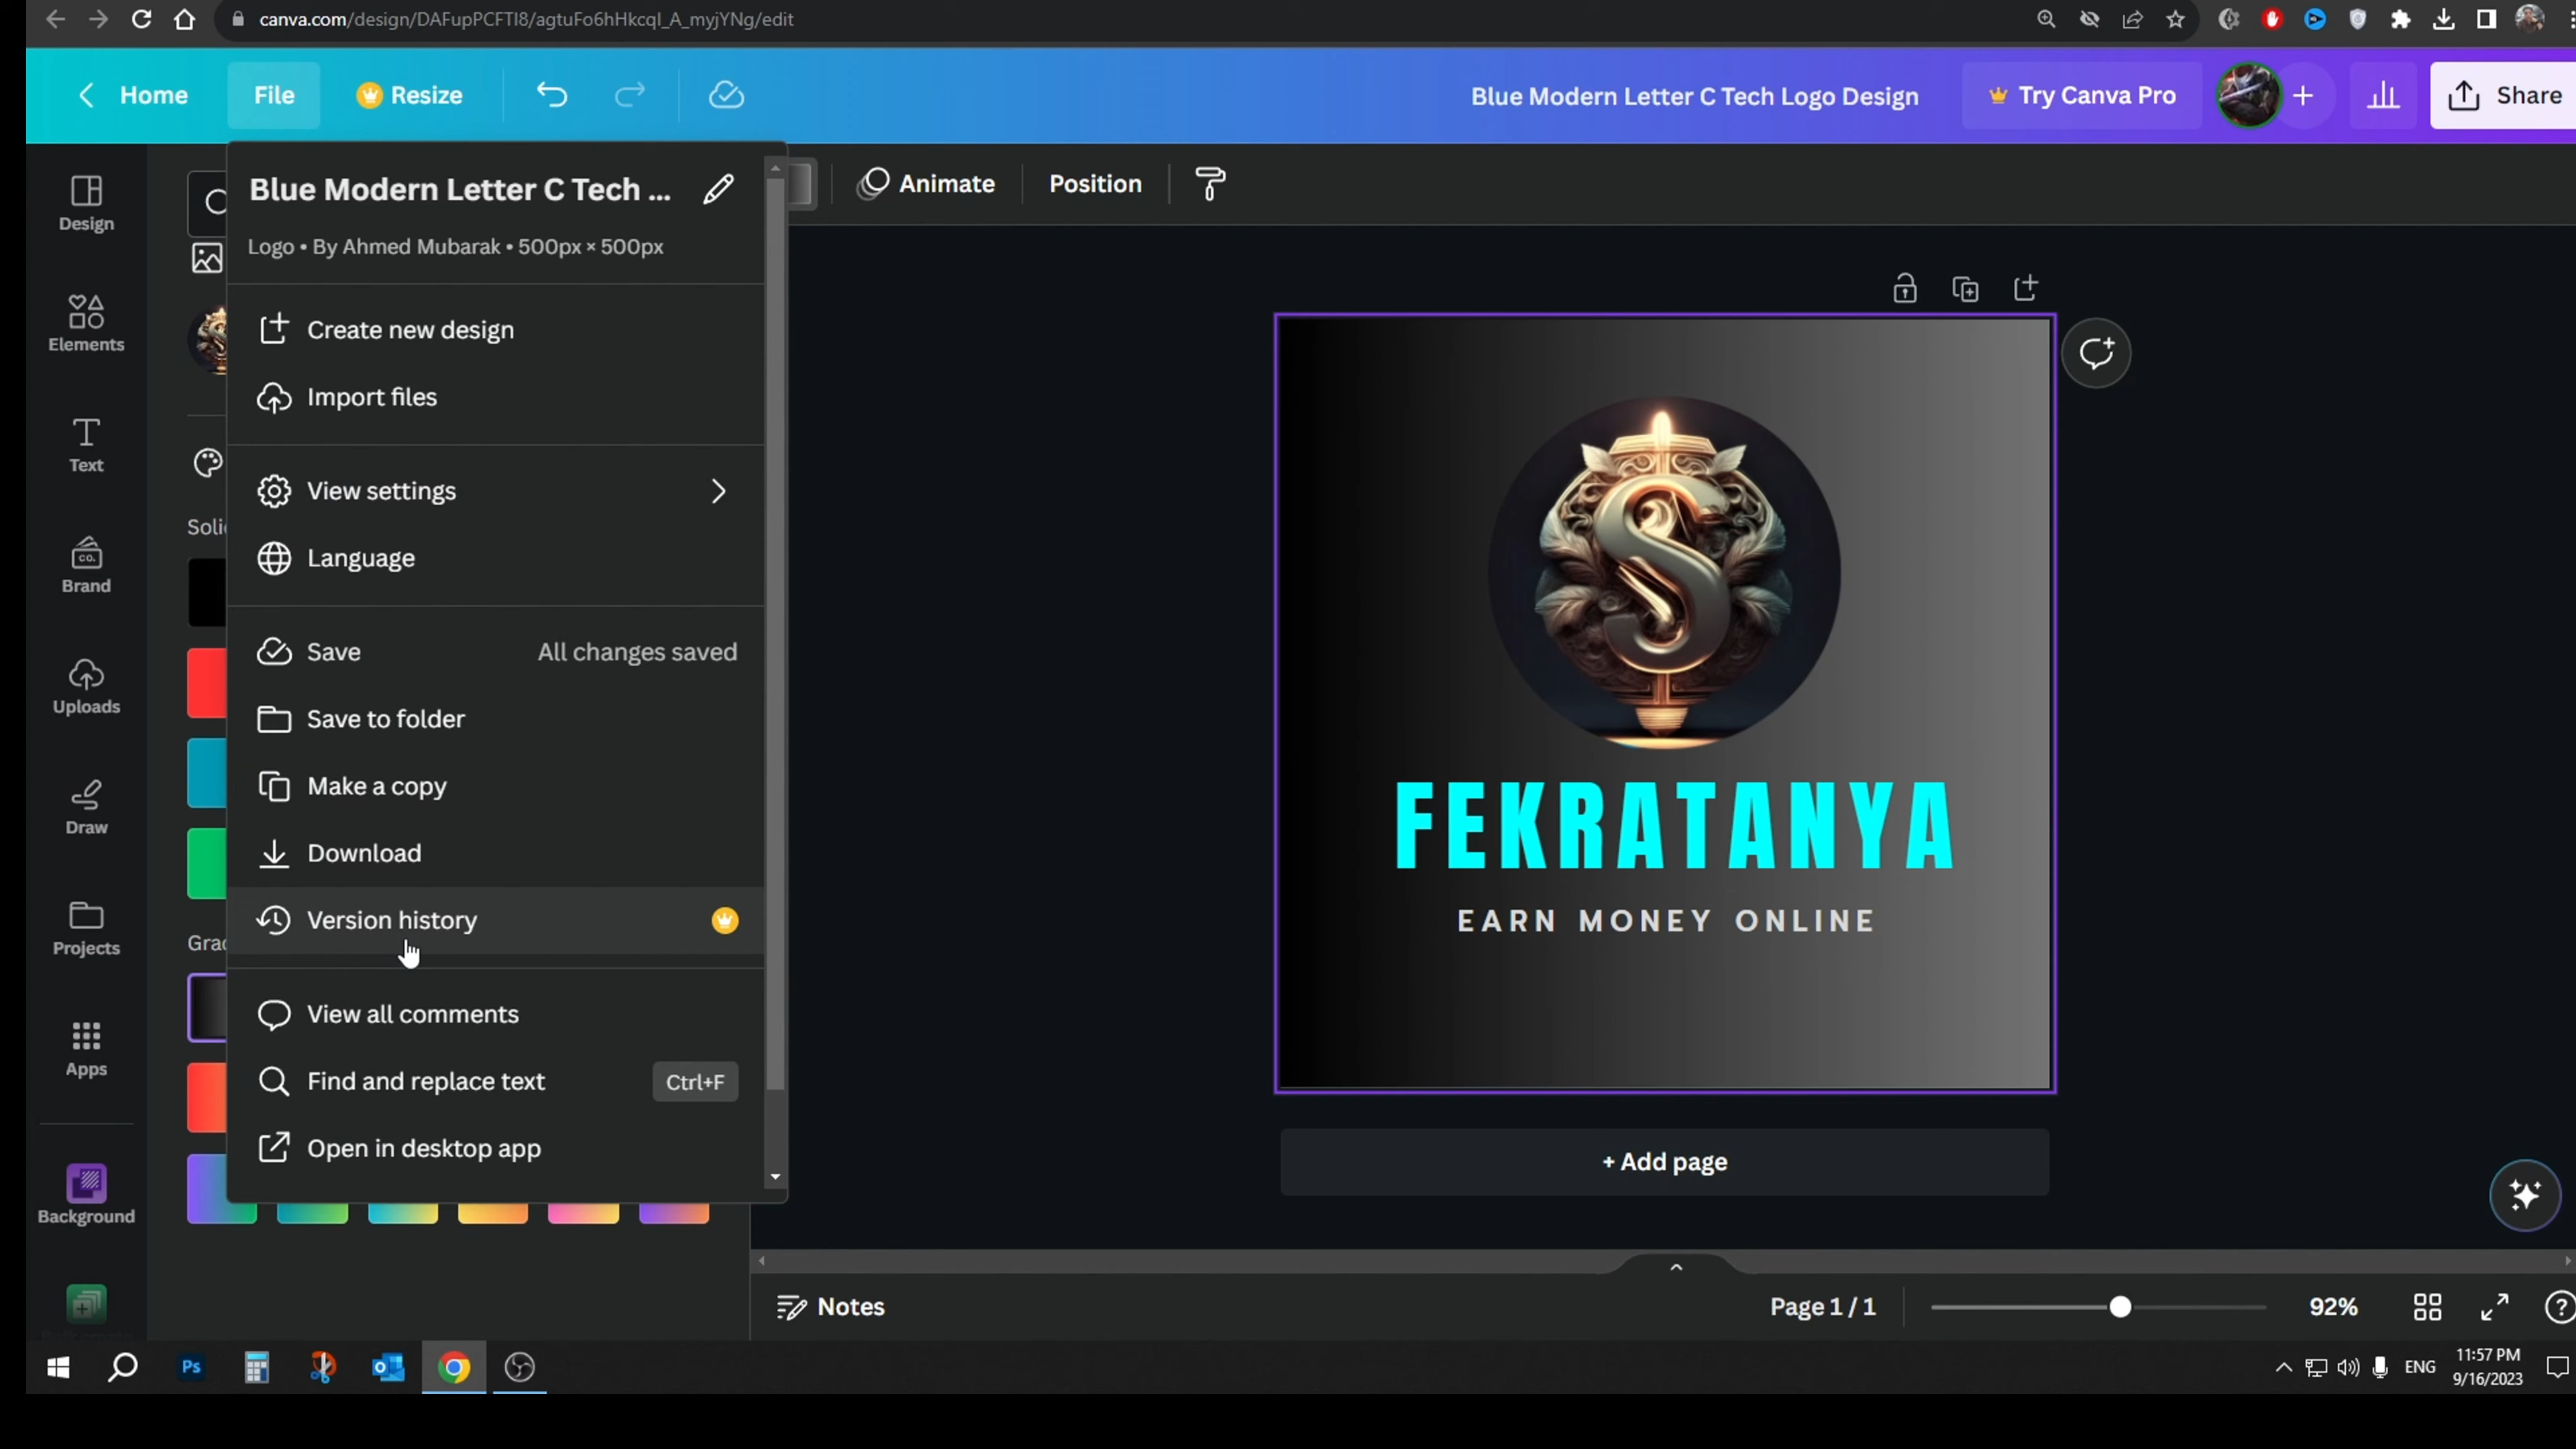 canva.com/design/DAFupPCFTI8/agtuFo6hHkcqI_A_myjYNg/edit
Home File Resize Blue Modern Letter C Tech Logo Design Try Canva Pro Share
Animate Position
Blue Modern Letter C Tech ...
Logo • By Ahmed Mubarak • 500px × 500px
Create new design
Import files
View settings
Language
Save All changes saved
Save to folder
Make a copy
Download
Version history
View all comments
Find and replace text Ctrl+F
Open in desktop app
Design
Elements
Text
CO.
Brand
Uploads
Draw
Projects
Apps
Background
S
FEKRATANYA
EARN MONEY ONLINE
+ Add page
Notes Page 1 / 1 92%
Ps
ENG
11:57 PM
9/16/2023